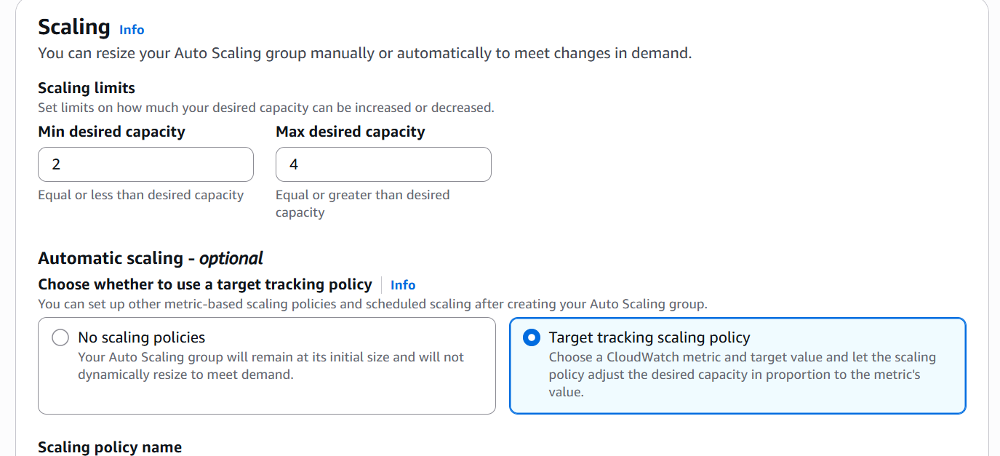 Scaling Info
You can resize your Auto Scaling group manually or automatically to meet changes in demand.
Scaling limits
Set limits on how much your desired capacity can be increased or decreased.
Min desired capacity
2
Equal or less than desired capacity
Max desired capacity
4
Equal or greater than desired
capacity
Automatic scaling - optional
Choose whether to use a target tracking policy Info
You can set up other metric-based scaling policies and scheduled scaling after creating your Auto Scaling group.
No scaling policies
Your Auto Scaling group will remain at its initial size and will not
dynamically resize to meet demand.
Target tracking scaling policy
Choose a CloudWatch metric and target value and let the scaling
policy adjust the desired capacity in proportion to the metric's
value.
Scaling policy name